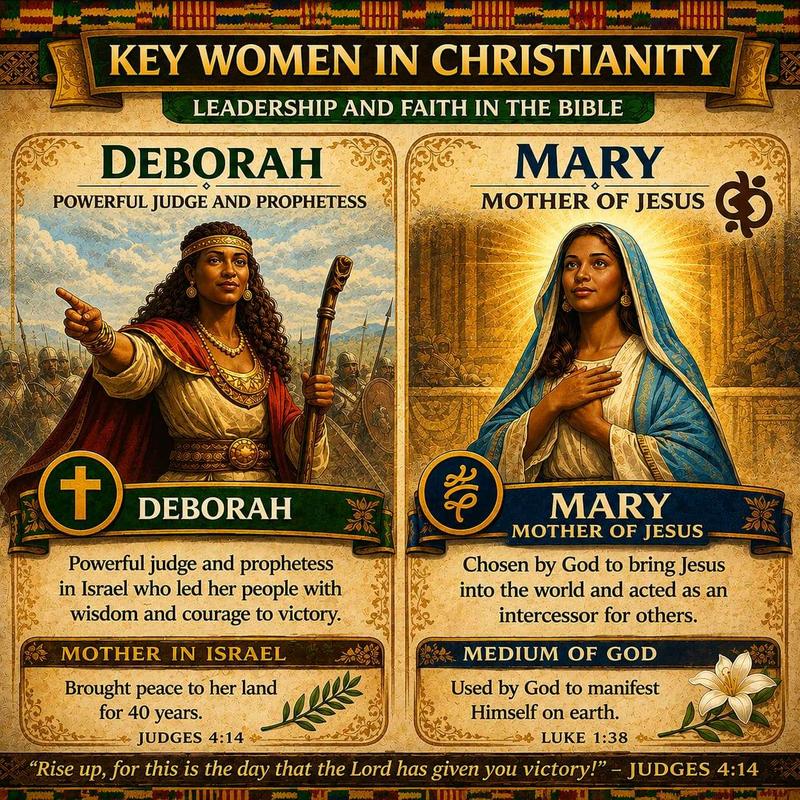 KEY WOMEN IN CHRISTIANITY
LEADERSHIP AND FAITH IN THE BIBLE
DEBORAH
POWERFUL JUDGE AND PROPHETESS
DEBORAH
Powerful judge and prophetess
in Israel who led her people with
wisdom and courage to victory.
MOTHER IN ISRAEL
Brought peace to her land
for 40 years.
JUDGES 4:14
MARY
MOTHER OF JESUS
MARY
MOTHER OF JESUS
Chosen by God to bring Jesus
into the world and acted as an
intercessor for others.
MEDIUM OF GOD
Used by God to manifest
Himself on earth.
LUKE 1:38
“Rise up, for this is the day that the Lord has given you victory!” – JUDGES 4:14